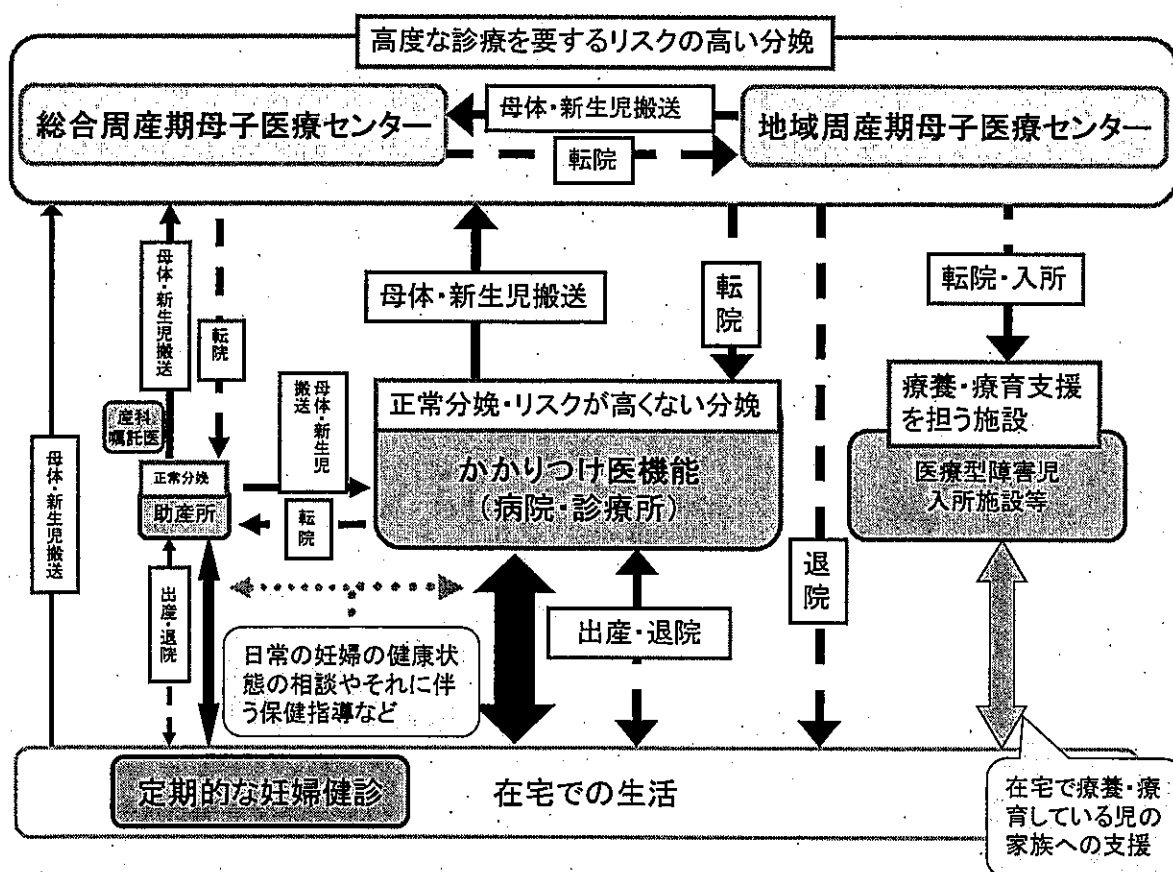 高度な診療を要するリスクの高い分娩
総合周産期母子医療センター
母体・新生児搬送
転院
地域周産期母子医療センター
母体・新生児搬送
転院
母体・新生児搬送
転院
退院
転院・入所
母体・新生児搬送
産科
嘱託医
正常分娩
助産所
母体・新生児
搬送
転院
正常分娩・リスクが高くない分娩
かかりつけ医機能
(病院・診療所)
療養・療育支援
を担う施設
医療型障害児
入所施設等
出産・退院
日常の妊婦の健康状
態の相談やそれに伴
う保健指導など
出産・退院
定期的な妊婦健診
在宅での生活
在宅で療養・療
育している児の
家族への支援